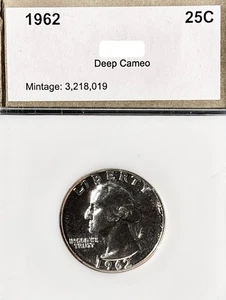 1962 25C
Deep Cameo
Mintage: 3,218,019
LIBERTY
IN GOD WE
TRUST
1962